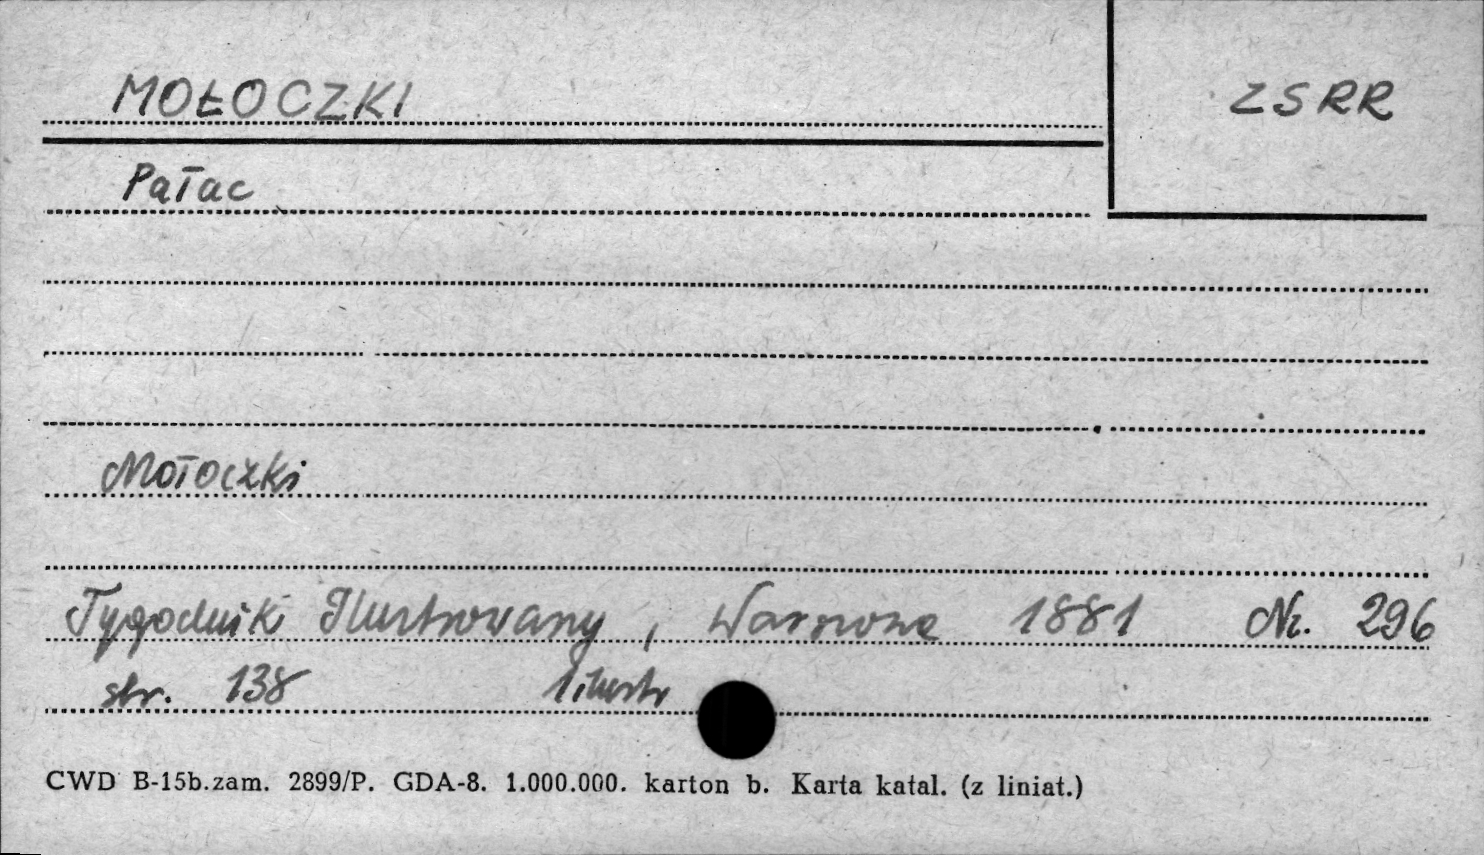 MOŁOCZKI
ZSRR
Pałac
Mołoczki
Tygodnik Ilustrowany, Warszawa 1881 Nr. 296
str. 138 1 ilustr
CWD B-15b.zam. 2899/P. GDA-8. 1.000.000. karton b. Karta katal. (z liniat.)